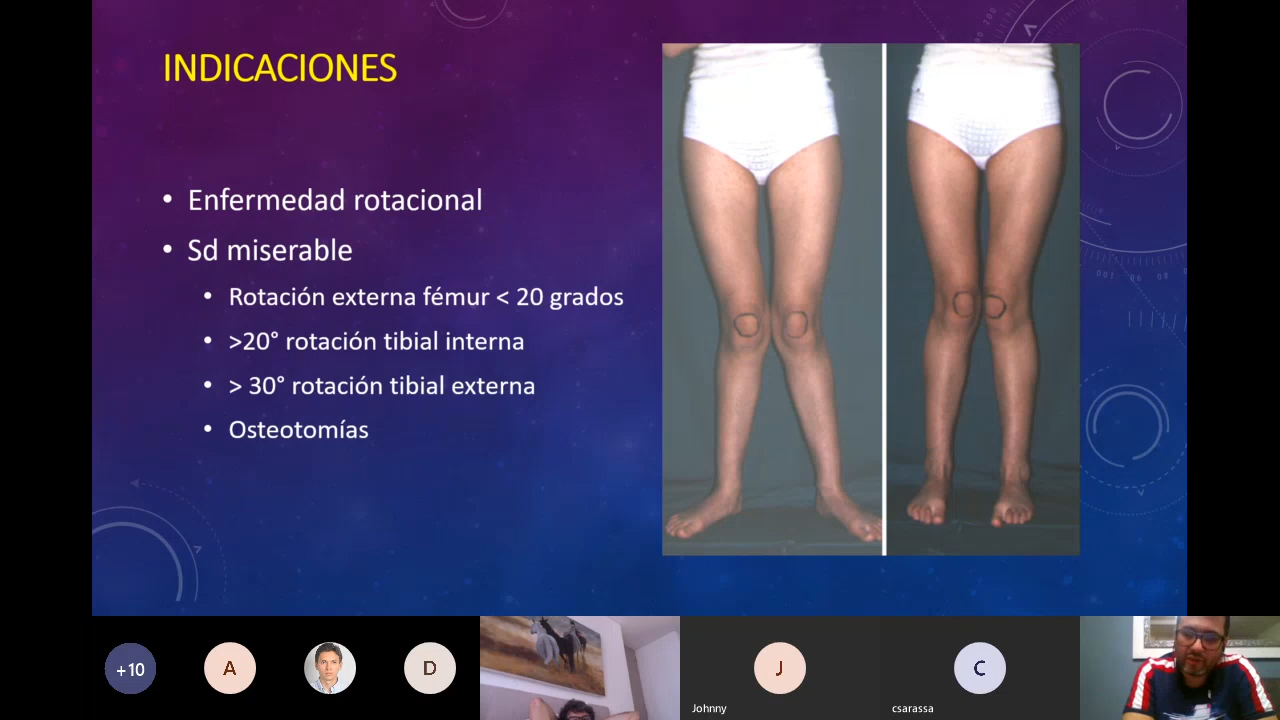 INDICACIONES
• Enfermedad rotacional
• Sd miserable
• Rotación externa fémur < 20 grados
• >20° rotación tibial interna
• > 30° rotación tibial externa
• Osteotomías
+10
A
D
J
C
Johnny
csarassa